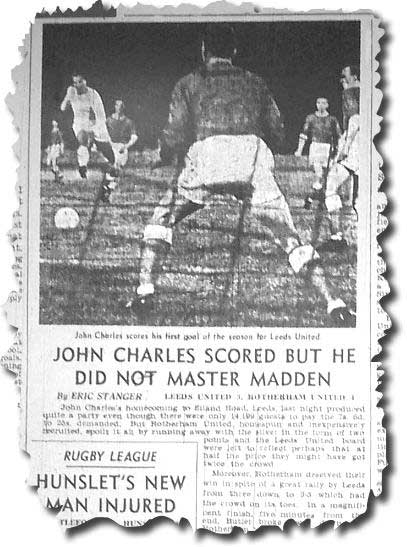 John Charles scores his first goal of the season for Leeds United
JOHN CHARLES SCORED BUT HE
DID NOT MASTER MADDEN
By ERIC STANGER
LEEDS UNITED 3, ROTHERHAM UNITED
John Charles's homecoming to Elland Road, Leeds, last night produced
quite a party even though there were only 14,199 guests to pay the 7s. 6d.
to 25s. demanded. But Rotherham United, homespun and inexpensively
recruited, spoilt it all by running away with the silver in the form of two
points and the Leeds United board
were left to reflect perhaps that at
half the price they might have got
twice the crowd
Moreover, Rotherham deserved their
win in spite of a great rally by Leeds
from three down to 3-3 which had
the crowd on its toes. In a magnifi-
cent finish, five minutes from the
end, Butler broke
Rotherham
RUGBY LEAGUE
HUNSLET'S NEW
MAN INJURED